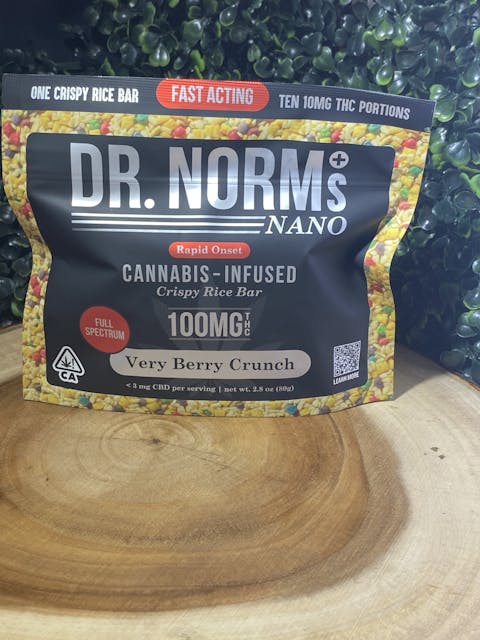 ONE CRISPY RICE BAR
FAST ACTING
TEN 10MG THC PORTIONS
DR. NORMs
NANO
Rapid Onset
CANNABIS-INFUSED
Crispy Rice Bar
FULL SPECTRUM
100MG THC
Very Berry Crunch
CA
LEARN MORE
< 3 mg CBD per serving | net wt. 2.8 oz (80g)